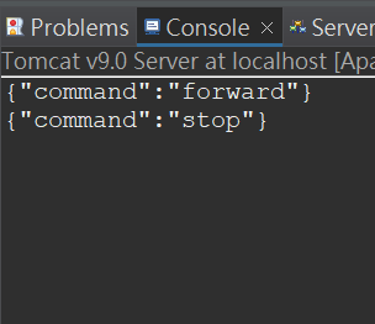 Problems Console × Server
Tomcat v9.0 Server at localhost [Apa
{"command":"forward"}
{"command":"stop"}